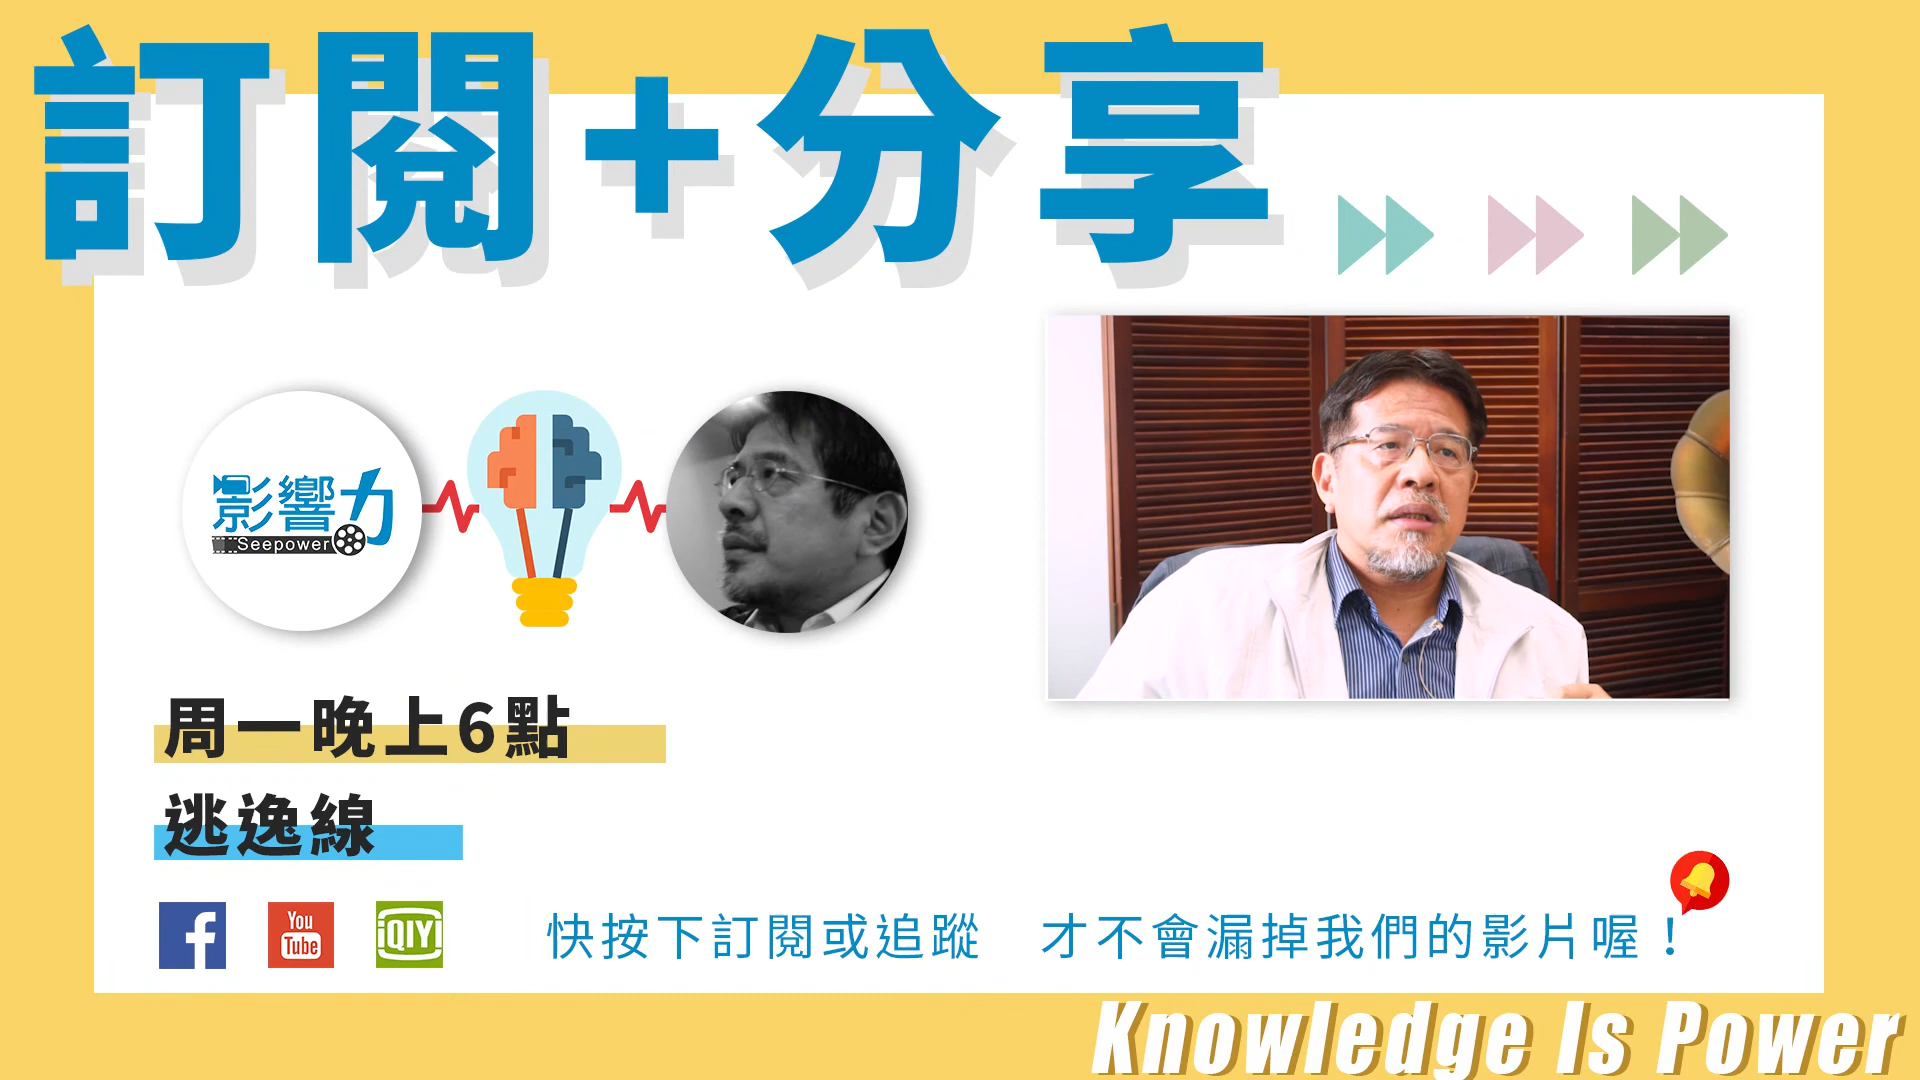 訂閱+分享
影響力
Seepower
周一晚上6點
逃逸線
f
You
Tube
QIY
快按下訂閱或追蹤 才不會漏掉我們的影片喔！
Knowledge Is Power